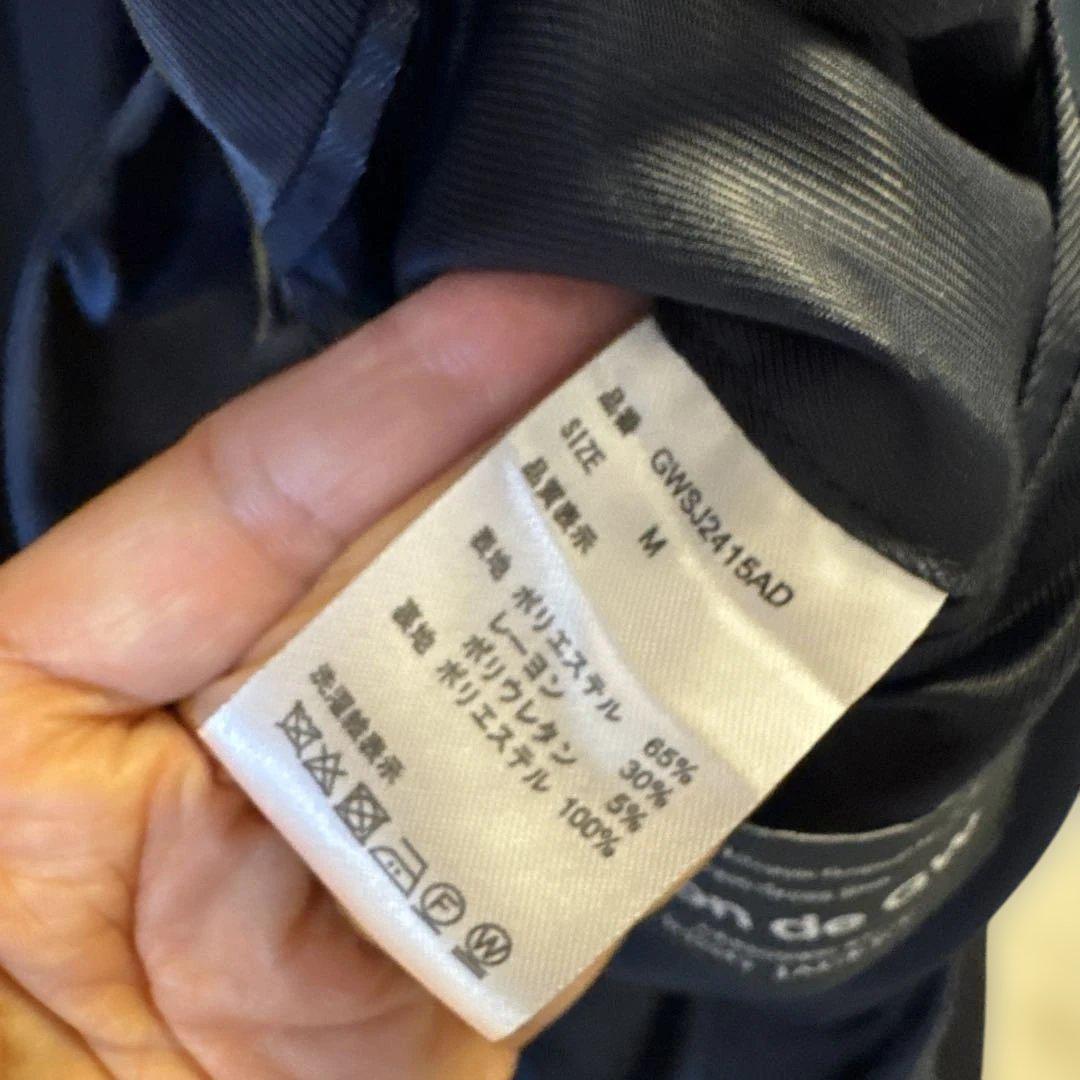 品番 GWSJ2415AD
SIZE M
品質表示
表地 ポリエステル 65%
レーヨン 30%
ポリウレタン 5%
裏地 ポリエステル 100%
洗濯絵表示
F W
on de